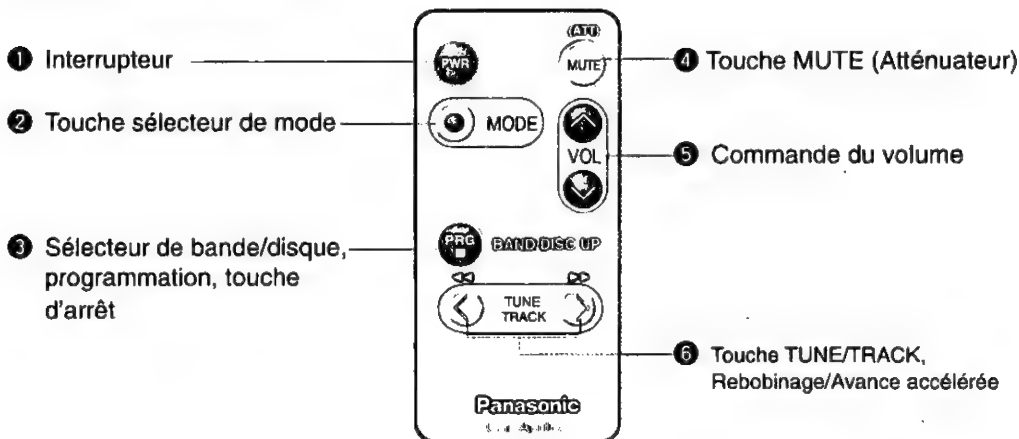 ❶ Interrupteur
❷ Touche sélecteur de mode
❸ Sélecteur de bande/disque,
programmation, touche
d'arrêt
PWR
(ATT)
MUTE
MODE
VOL
PRG
BAND·DISC UP
TUNE
TRACK
Panasonic
Car Audio
❹ Touche MUTE (Atténuateur)
❺ Commande du volume
❻ Touche TUNE/TRACK,
Rebobinage/Avance accélérée